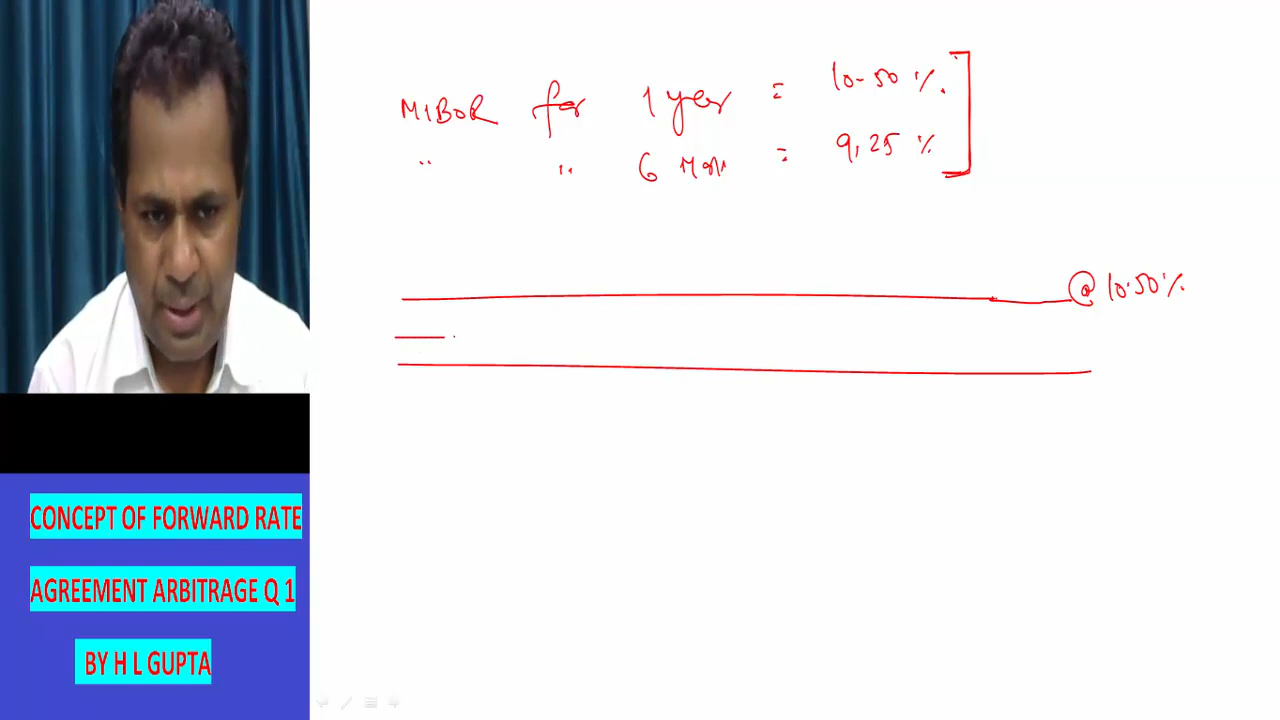 MIBOR for 1 year = 10.50 %.
" " 6 Mon = 9.25 %
@ 10.50 %
CONCEPT OF FORWARD RATE
AGREEMENT ARBITRAGE Q 1
BY H L GUPTA